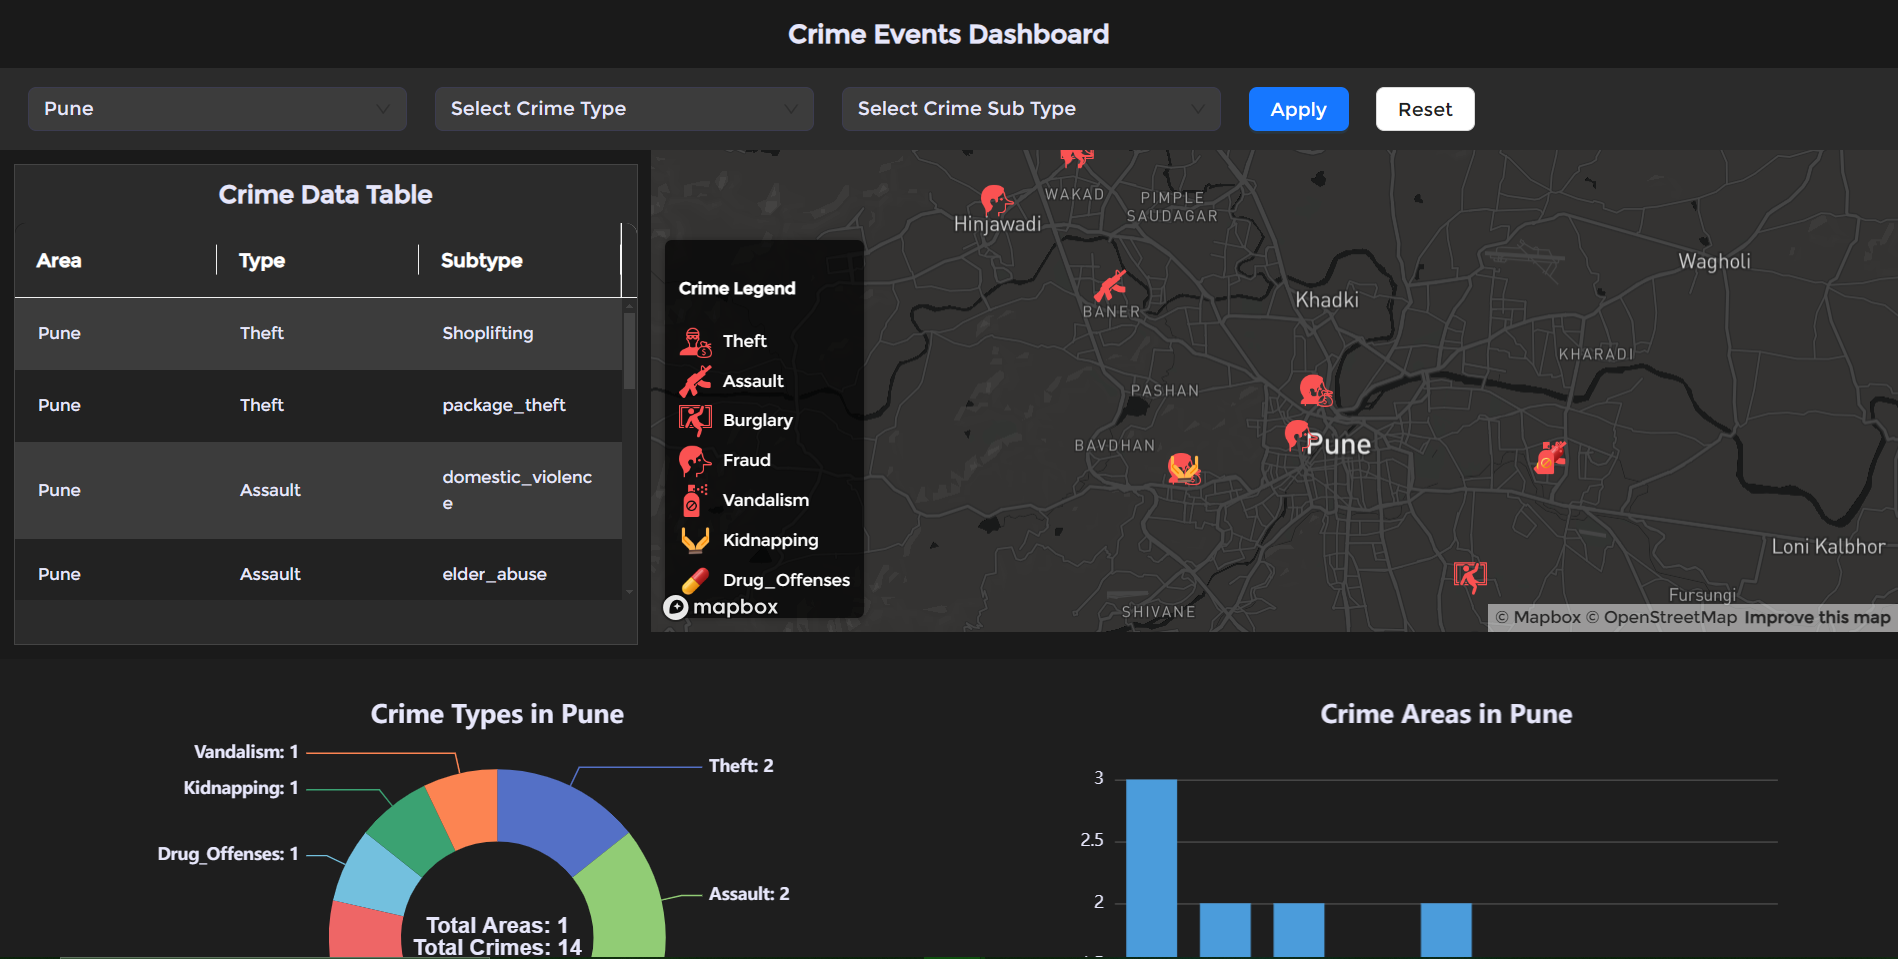 Crime Events Dashboard
Pune
Select Crime Type
Select Crime Sub Type
Apply
Reset
Crime Data Table
Area Type Subtype
Pune Theft Shoplifting
Pune Theft package_theft
Pune Assault domestic_violenc
e
Pune Assault elder_abuse
WAKAD
PIMPLE
SAUDAGAR
Hinjawadi
Wagholi
Khadki
BANER
KHARADI
PASHAN
BAVDHAN
Pune
Loni Kalbhor
Fursungi
SHIVANE
Crime Legend
Theft
Assault
Burglary
Fraud
Vandalism
Kidnapping
Drug_Offenses
mapbox
© Mapbox © OpenStreetMap Improve this map
Crime Types in Pune
Vandalism: 1
Theft: 2
Kidnapping: 1
Drug_Offenses: 1
Assault: 2
Total Areas: 1
Total Crimes: 14
Crime Areas in Pune
3
2.5
2